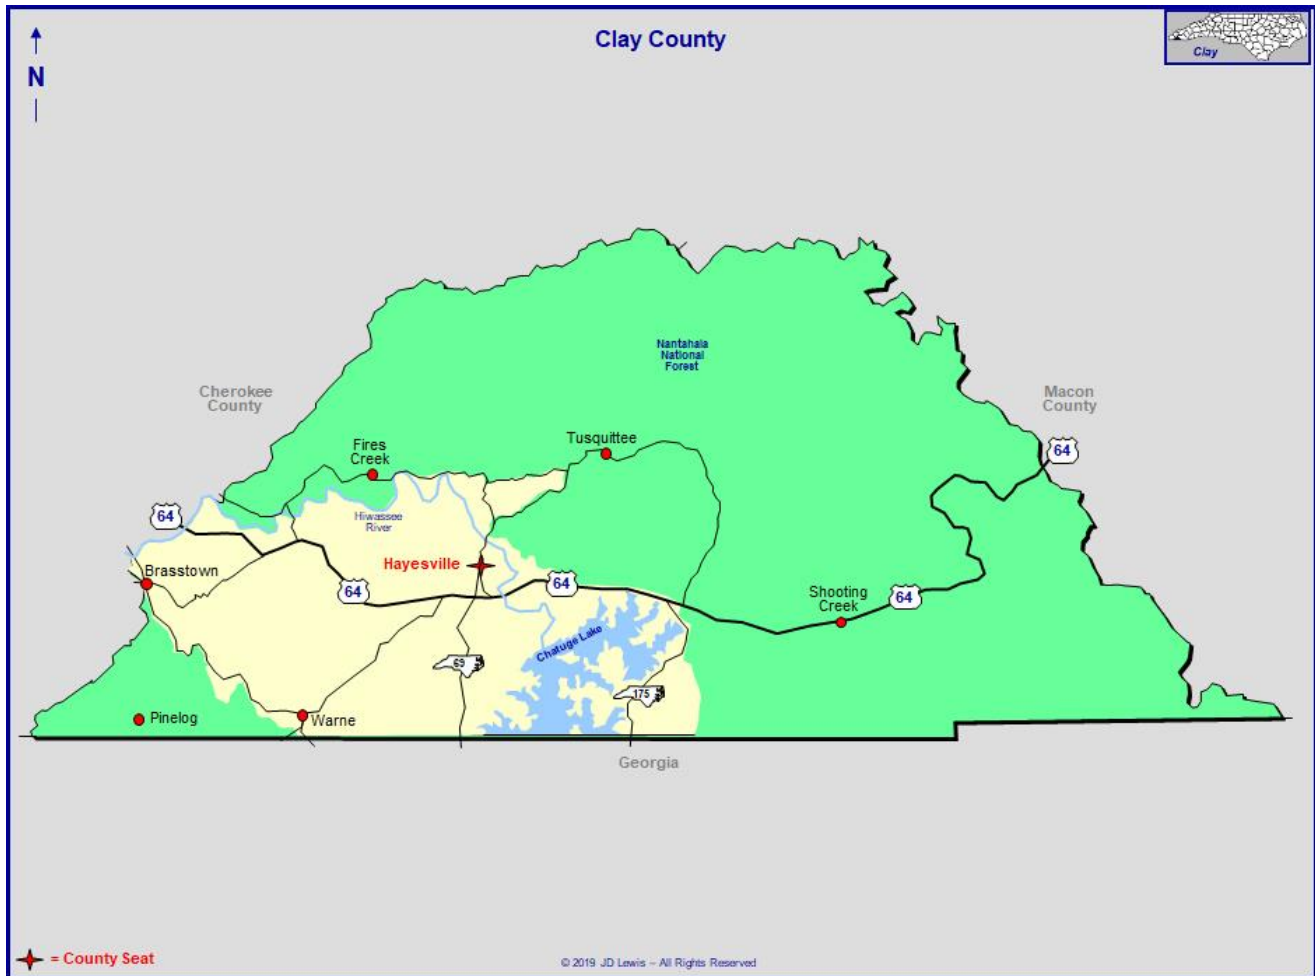 Clay County
N
Clay
Nantahala
National
Forest
Cherokee
County
Macon
County
64
Fires
Creek
Tusquittee
64
Hiwassee
River
Hayesville
Brasstown
64
64
Shooting
Creek
64
Chatuge Lake
69
175
Pinelog
Warne
Georgia
= County Seat
© 2019 JD Lewis – All Rights Reserved